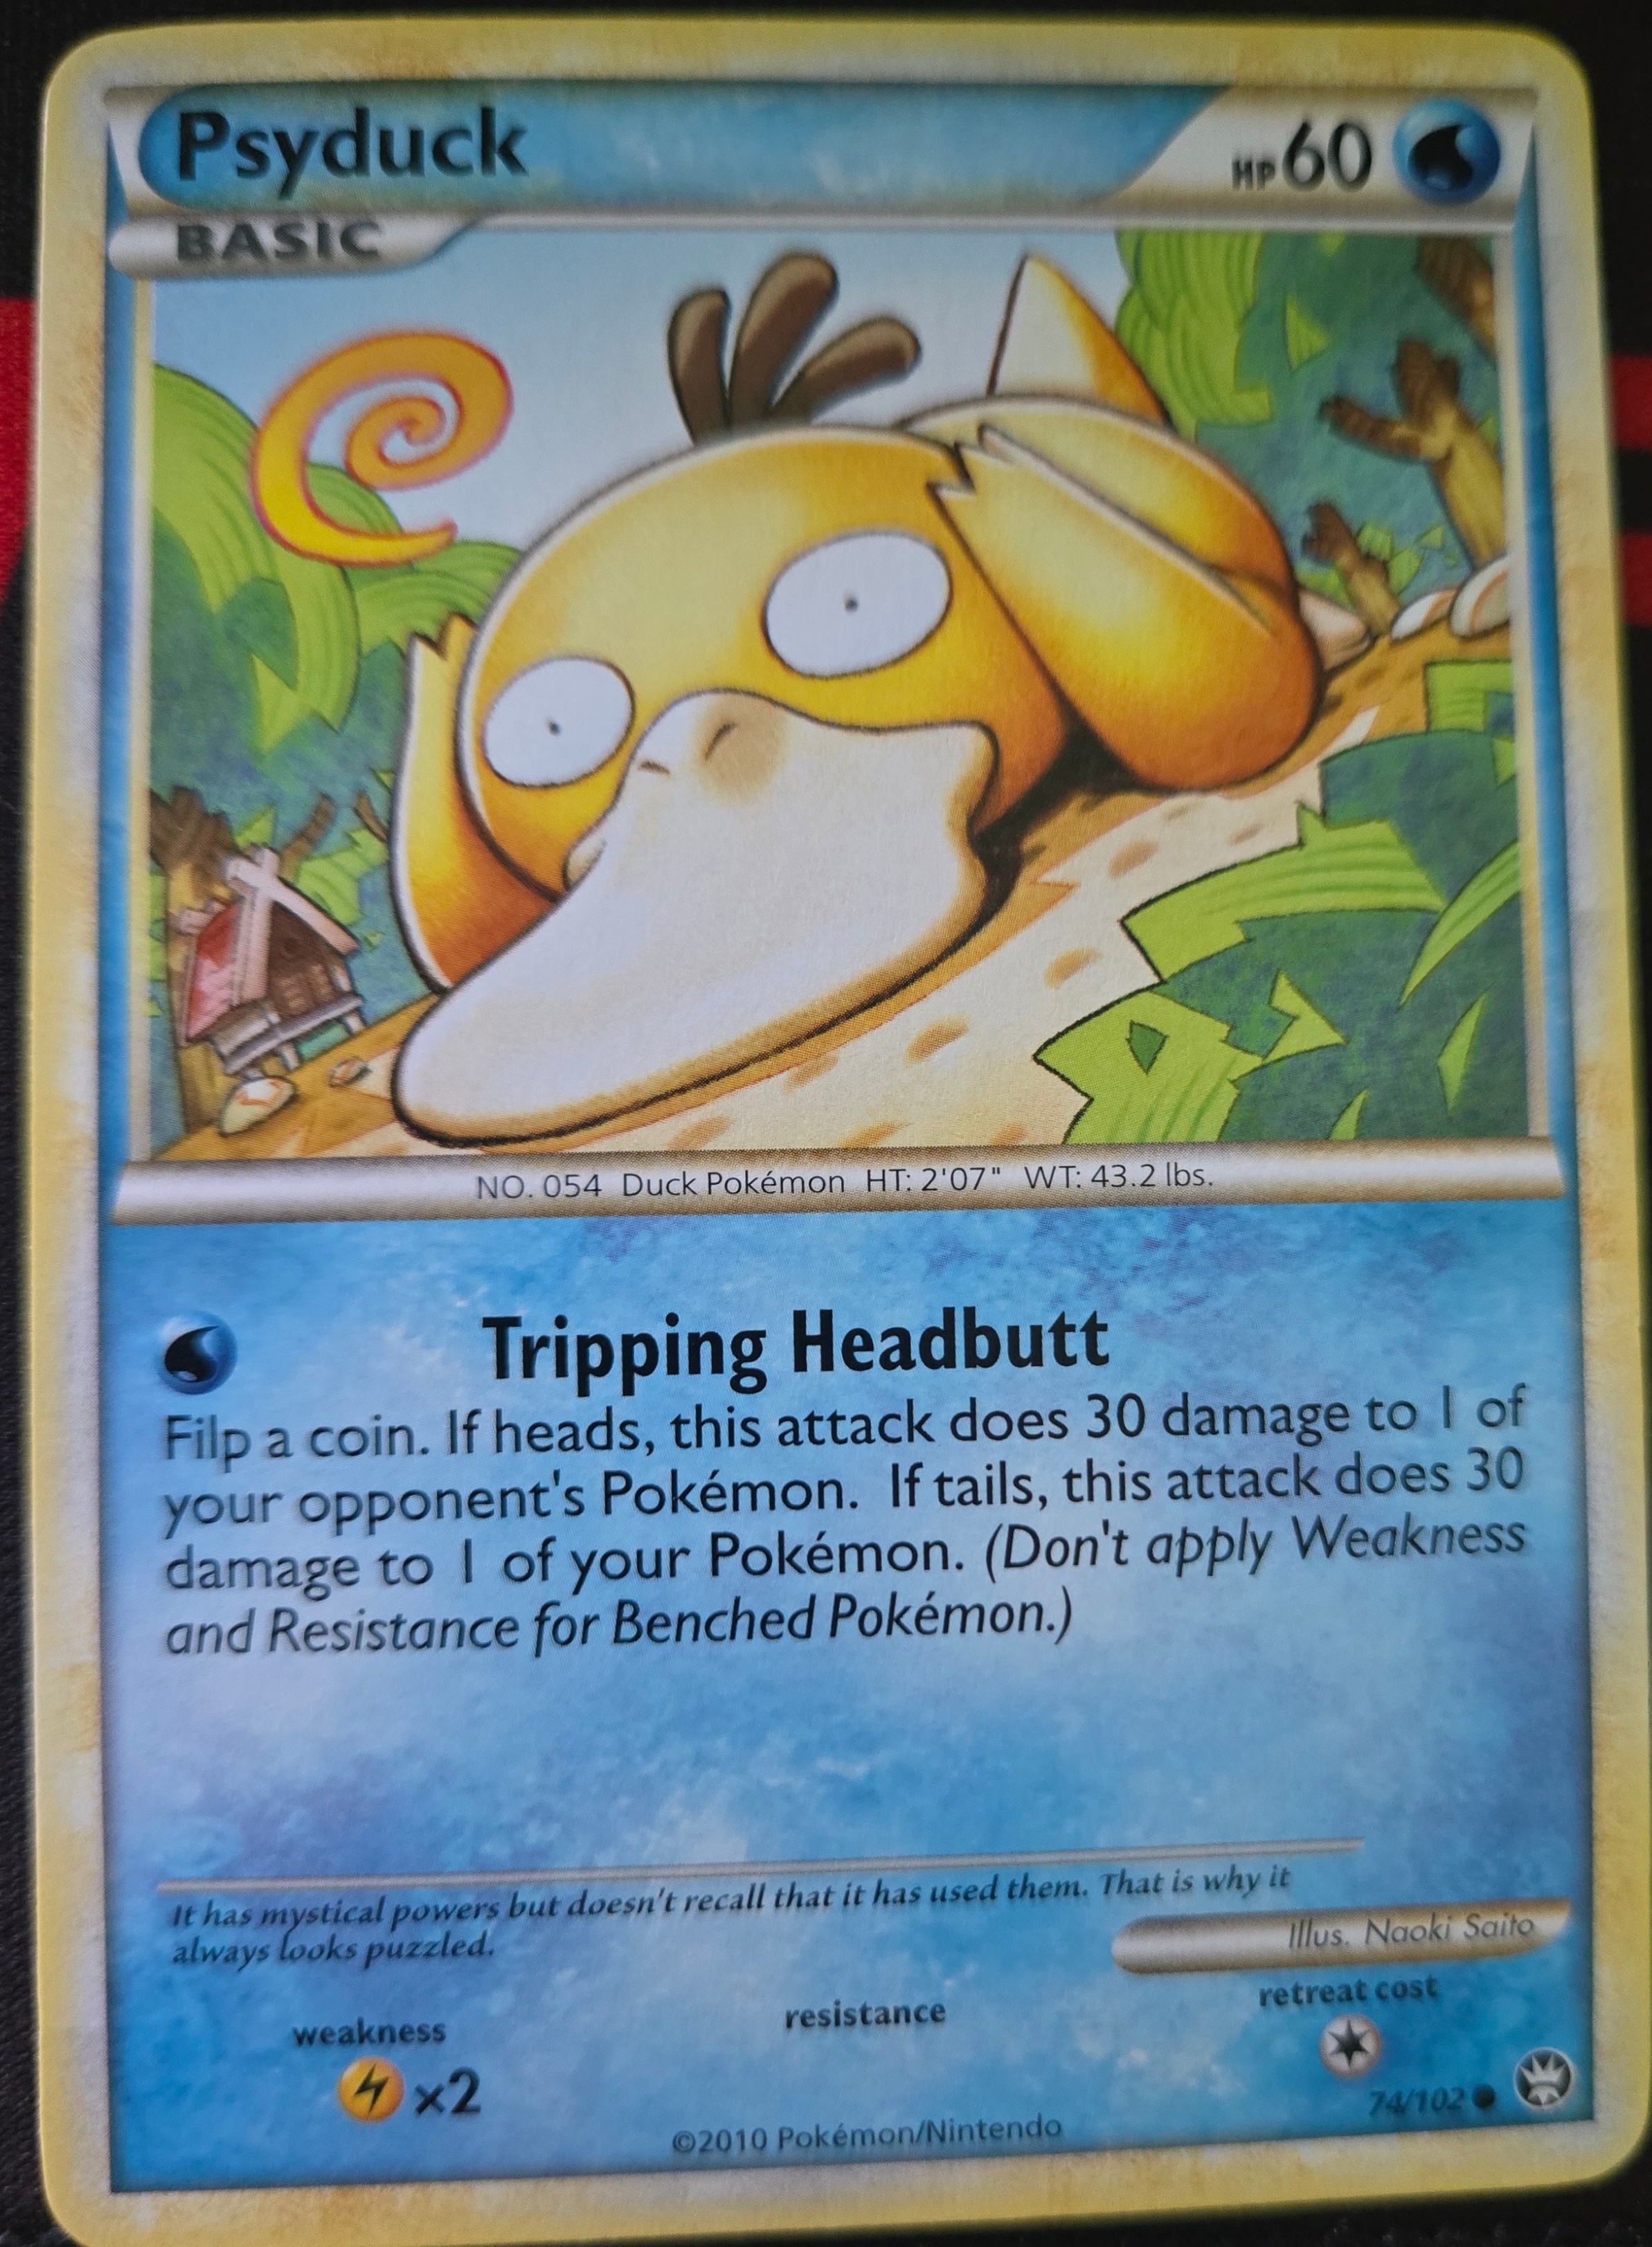 Psyduck
HP 60
BASIC
NO. 054 Duck Pokémon HT: 2'07" WT: 43.2 lbs.
Tripping Headbutt
Filp a coin. If heads, this attack does 30 damage to 1 of
your opponent's Pokémon. If tails, this attack does 30
damage to 1 of your Pokémon. (Don't apply Weakness
and Resistance for Benched Pokémon.)
It has mystical powers but doesn't recall that it has used them. That is why it
always looks puzzled.
Illus. Naoki Saito
weakness
x2
resistance
retreat cost
74/102
©2010 Pokémon/Nintendo